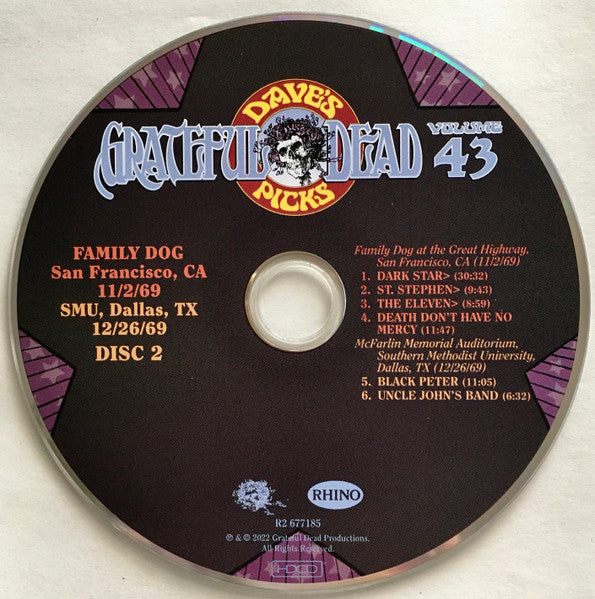 DAVE'S
GRATEFUL DEAD
PICKS
VOLUME
43
FAMILY DOG
San Francisco, CA
11/2/69
SMU, Dallas, TX
12/26/69
DISC 2
Family Dog at the Great Highway,
San Francisco, CA (11/2/69)
1. DARK STAR> (30:32)
2. ST. STEPHEN> (9:43)
3. THE ELEVEN> (8:59)
4. DEATH DON'T HAVE NO
MERCY (11:47)
McFarlin Memorial Auditorium,
Southern Methodist University,
Dallas, TX (12/26/69)
5. BLACK PETER (11:05)
6. UNCLE JOHN'S BAND (6:32)
RHINO
R2 677185
℗ & © 2022 Grateful Dead Productions.
All Rights Reserved.
HDCD